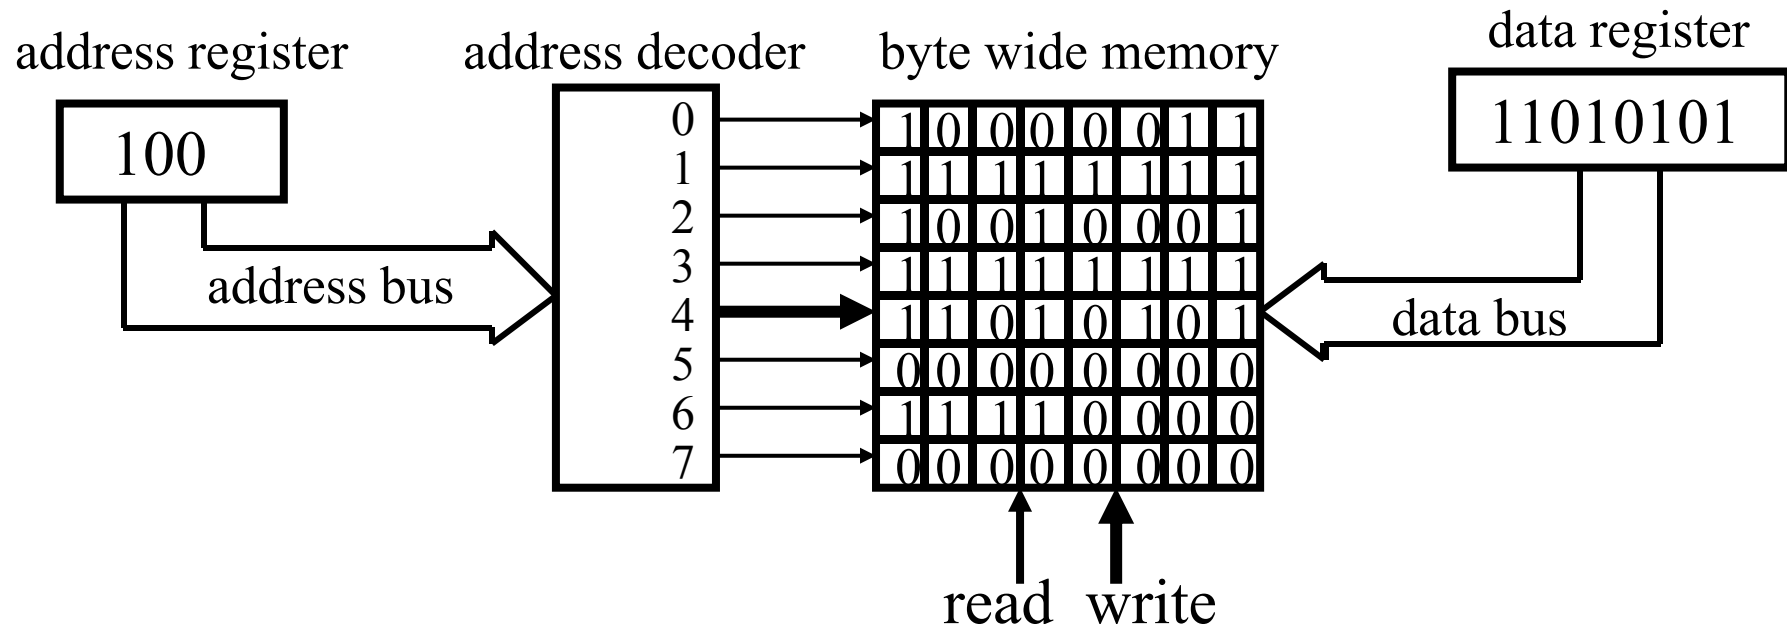 address register
address decoder
byte wide memory
data register
100
11010101
address bus
data bus
0 1 0 0 0 0 0 1 1
1 1 1 1 1 1 1 1 1
2 1 0 0 1 0 0 0 1
3 1 1 1 1 1 1 1 1
4 1 1 0 1 0 1 0 1
5 0 0 0 0 0 0 0 0
6 1 1 1 1 0 0 0 0
7 0 0 0 0 0 0 0 0
read write